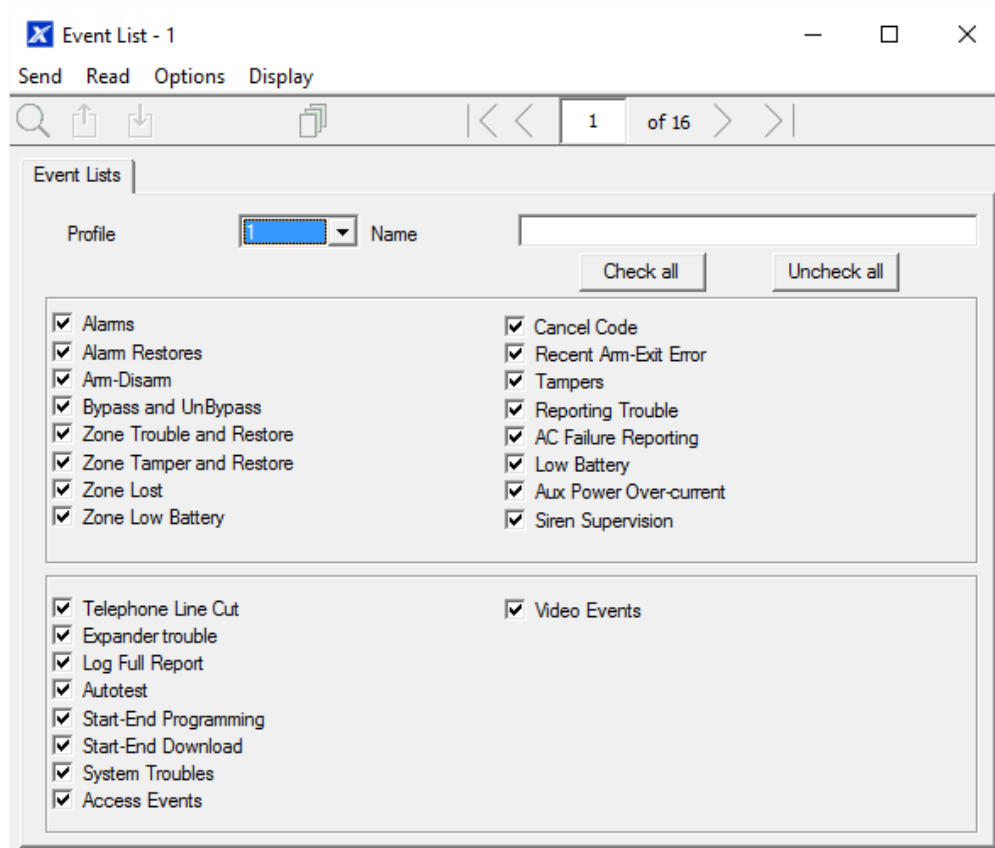 Event List - 1
Send Read Options Display
1 of 16
Event Lists
Profile 1 Name
Check all Uncheck all
Alarms
Alarm Restores
Arm-Disarm
Bypass and UnBypass
Zone Trouble and Restore
Zone Tamper and Restore
Zone Lost
Zone Low Battery
Cancel Code
Recent Arm-Exit Error
Tampers
Reporting Trouble
AC Failure Reporting
Low Battery
Aux Power Over-current
Siren Supervision
Telephone Line Cut
Expander trouble
Log Full Report
Autotest
Start-End Programming
Start-End Download
System Troubles
Access Events
Video Events